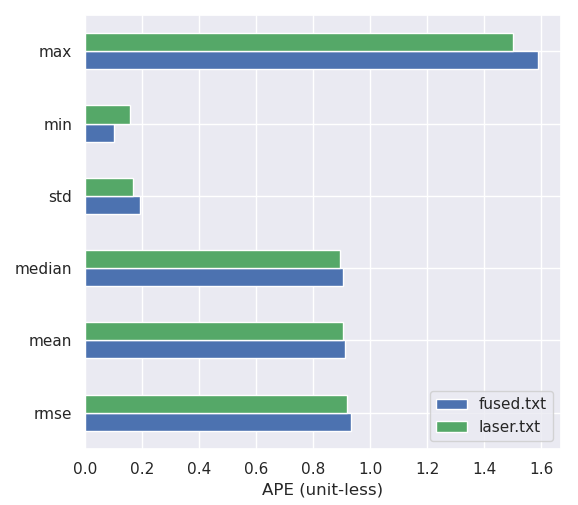 max
min
std
median
mean
rmse
fused.txt
laser.txt
0.0 0.2 0.4 0.6 0.8 1.0 1.2 1.4 1.6
APE (unit-less)